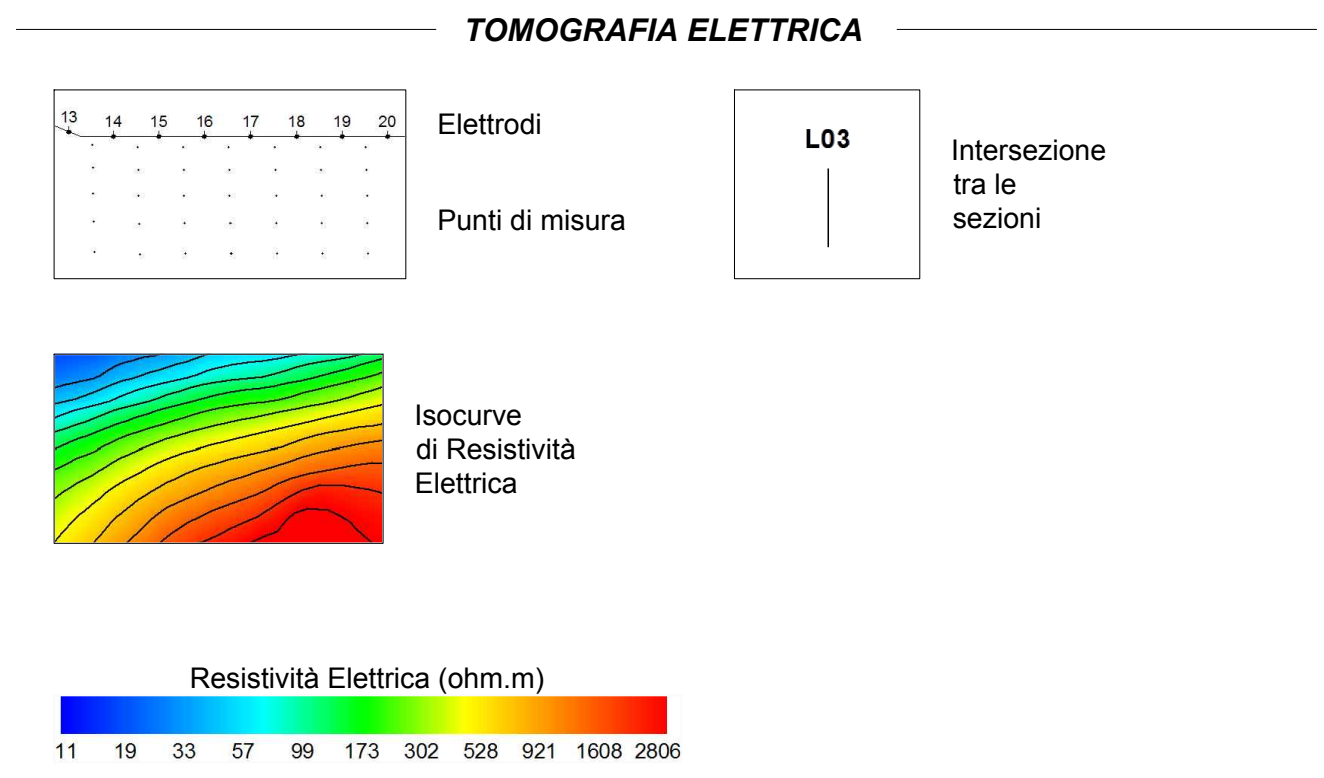 TOMOGRAFIA ELETTRICA
13 14 15 16 17 18 19 20
Elettrodi
Punti di misura
L03
Intersezione
tra le
sezioni
Isocurve
di Resistività
Elettrica
Resistività Elettrica (ohm.m)
11 19 33 57 99 173 302 528 921 1608 2806